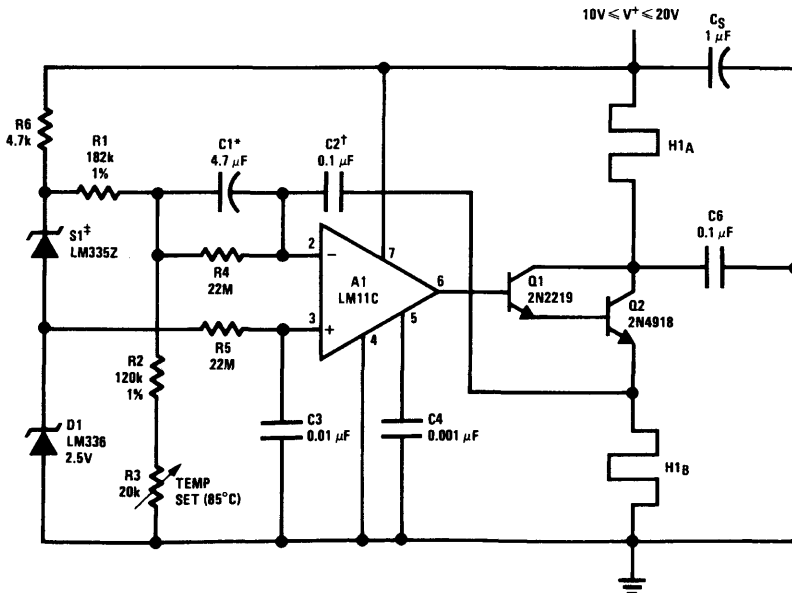 10V ≤ V+ ≤ 20V
CS
1 μF
R6
4.7k
R1
182k
1%
C1*
4.7 μF
C2†
0.1 μF
H1A
S1‡
LM335Z
R4
22M
2
−
7
A1
LM11C
6
Q1
2N2219
C6
0.1 μF
Q2
2N4918
3
+
4
5
R5
22M
R2
120k
1%
D1
LM336
2.5V
C3
0.01 μF
C4
0.001 μF
R3
20k
TEMP
SET (85°C)
H1B